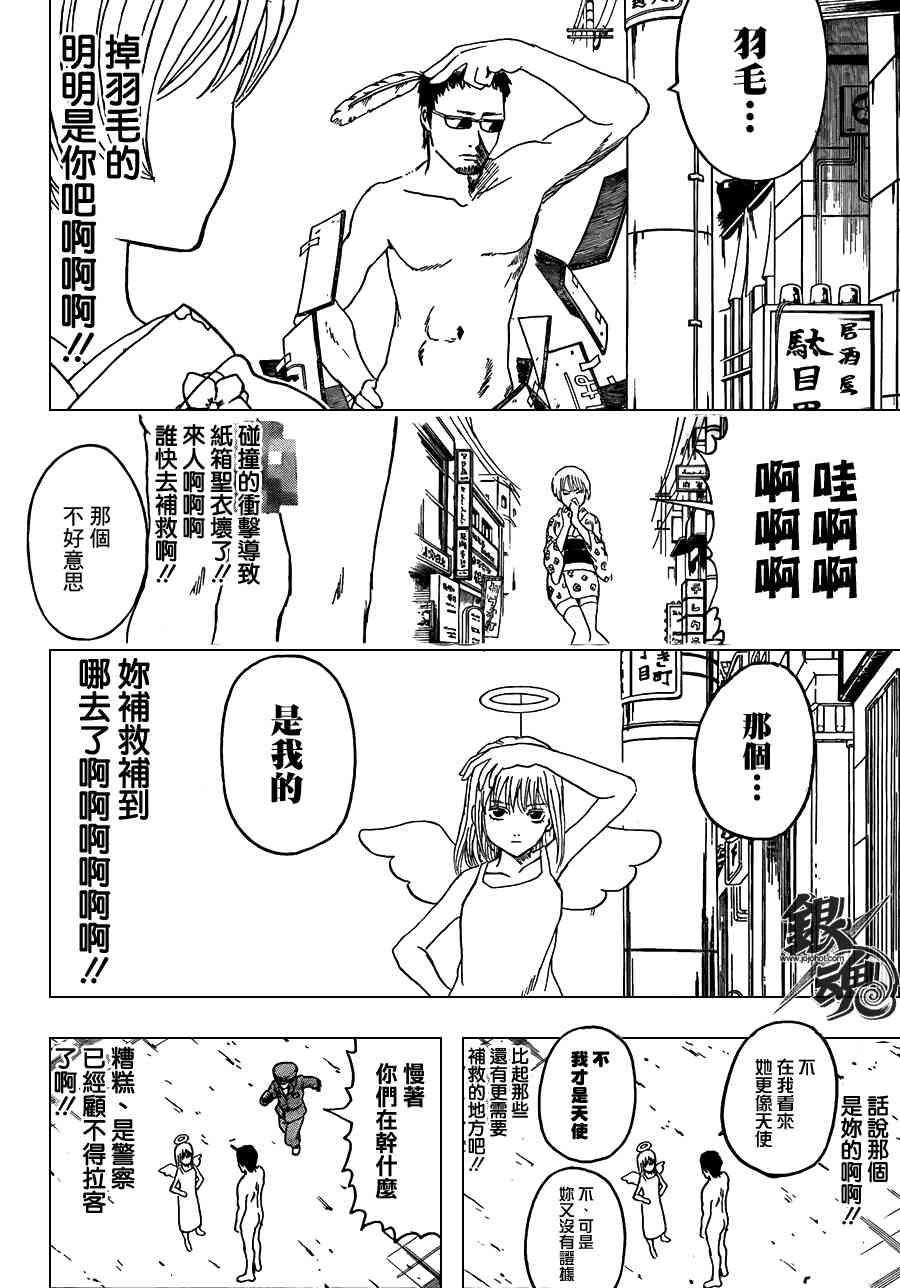 羽毛…
掉羽毛的
明明是你吧啊啊啊!!
居酒屋
駄目
哇啊啊
啊啊啊
碰撞的衝擊導致
紙箱聖衣壞了!!
來人啊啊啊
誰快去補救啊!!
那個
不好意思
那個…
是我的
妳補救補到
哪去了啊啊啊啊啊啊!!
町
目
銀魂
www.jojohot.com
話說那個
是妳的啊啊!!
不
在我看來
她更像天使
不
我才是天使
不、可是
妳又沒有證據
比起那些
還有更需要
補救的地方吧!!
慢著
你們在幹什麼
糟糕、是警察
已經顧不得拉客
了啊!!